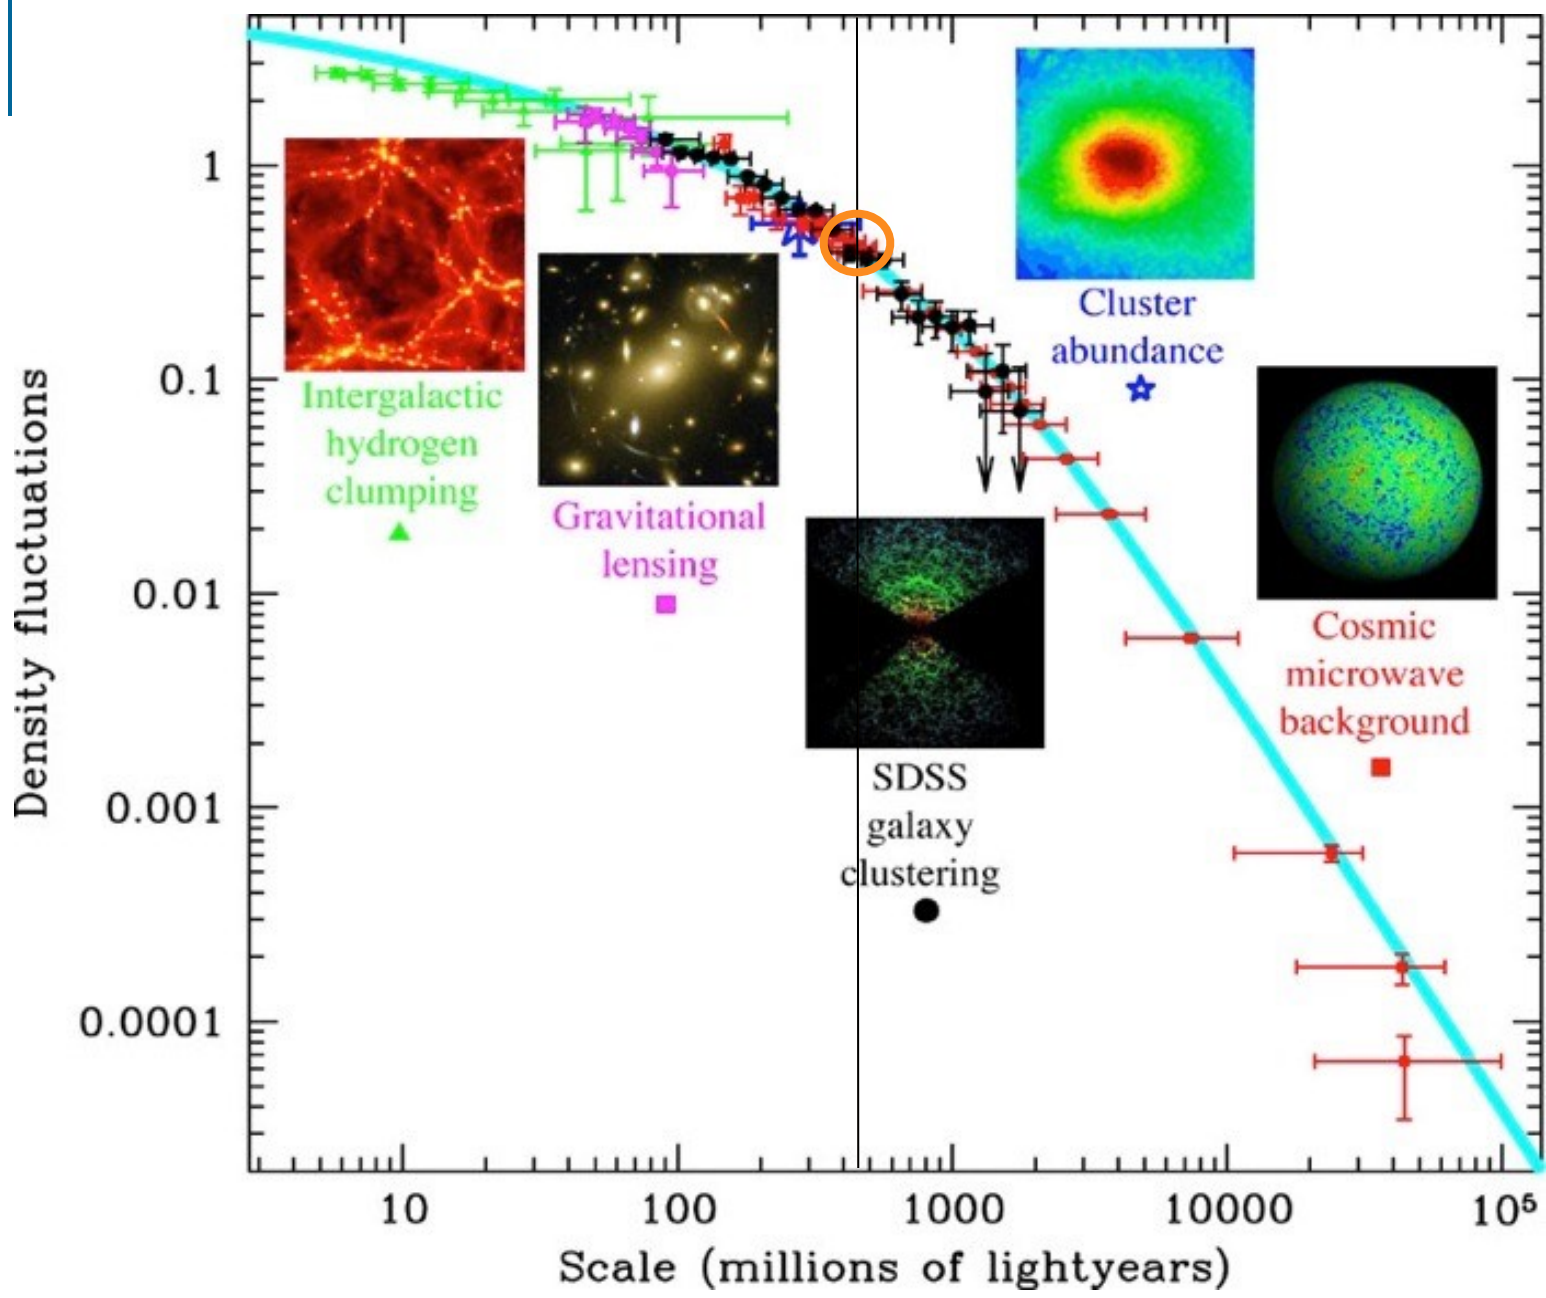 1
0.1
0.01
0.001
0.0001
Density fluctuations
Intergalactic
hydrogen
clumping
Gravitational
lensing
SDSS
galaxy
clustering
Cluster
abundance
Cosmic
microwave
background
10 100 1000 10000 10⁵
Scale (millions of lightyears)